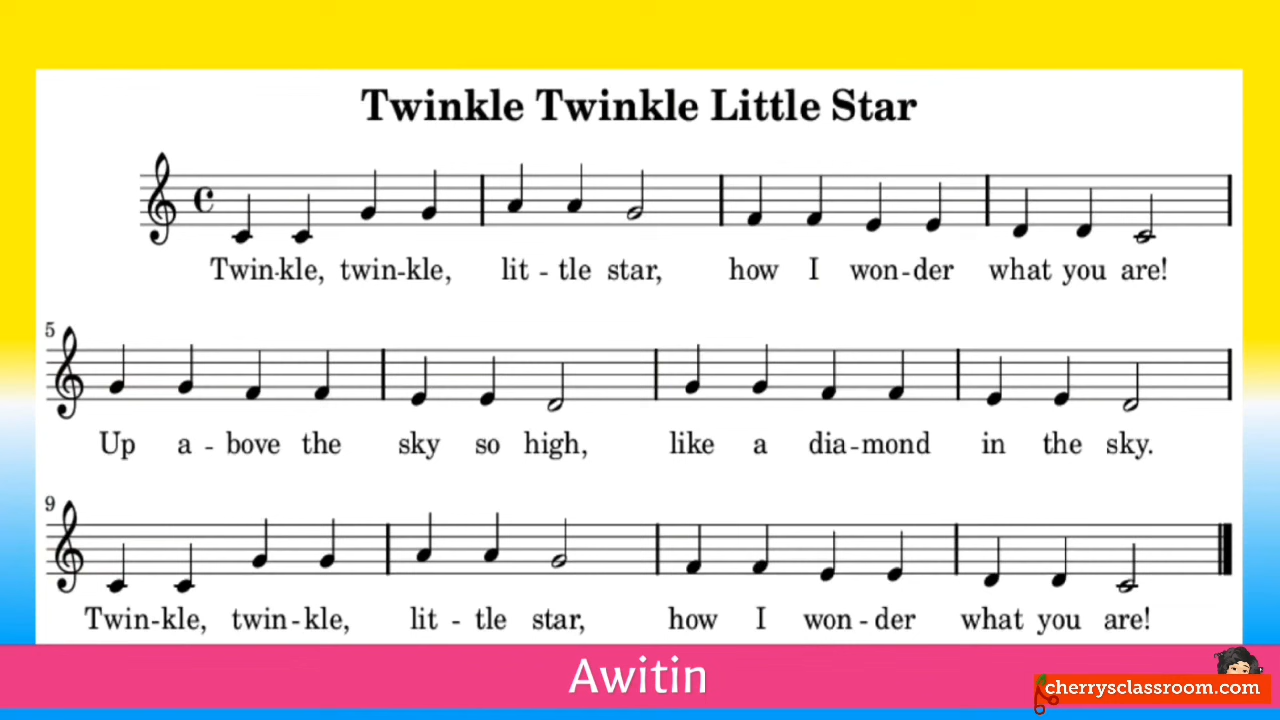 Twinkle Twinkle Little Star
Twin-kle, twin-kle, lit - tle star, how I won-der what you are!
5
Up a - bove the sky so high, like a dia-mond in the sky.
9
Twin-kle, twin-kle, lit - tle star, how I won-der what you are!
Awitin
cherrysclassroom.com